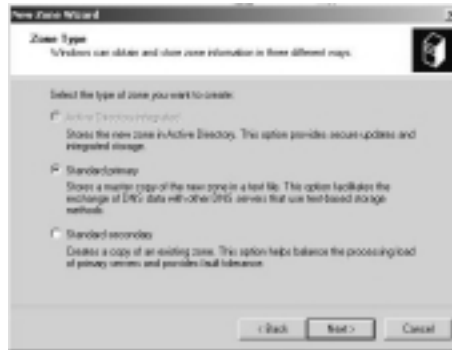 New Zone Wizard
Zone Type
Windows can obtain and store zone information in three different ways.
Select the type of zone you want to create:
Active Directory-integrated
Stores the new zone in Active Directory. This option provides secure updates and
integrated storage.
Standard primary
Stores a master copy of the new zone in a text file. This option facilitates the
exchange of DNS data with other DNS servers that use text-based storage
methods.
Standard secondary
Creates a copy of an existing zone. This option helps balance the processing load
of primary servers and provides fault tolerance.
< Back
Next >
Cancel